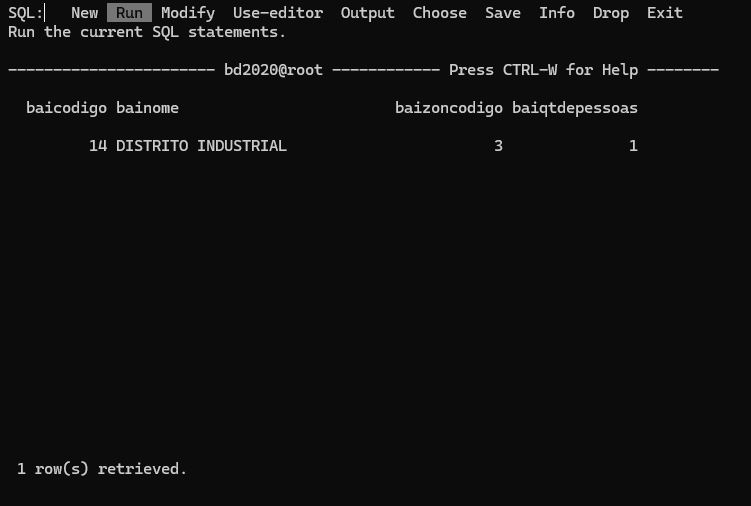 SQL:   New  Run  Modify  Use-editor  Output  Choose  Save  Info  Drop  Exit
Run the current SQL statements.
----------------------- bd2020@root ------------ Press CTRL-W for Help --------
  baicodigo bainome                        baizoncodigo baiqtdepessoas
         14 DISTRITO INDUSTRIAL                       3              1
 1 row(s) retrieved.